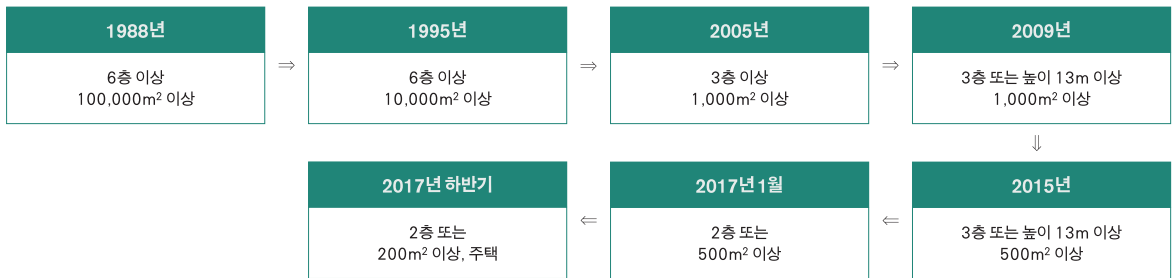 1988년
6층 이상
100,000m² 이상
⇒
1995년
6층 이상
10,000m² 이상
⇒
2005년
3층 이상
1,000m² 이상
⇒
2009년
3층 또는 높이 13m 이상
1,000m² 이상
⇓
2015년
3층 또는 높이 13m 이상
500m² 이상
⇐
2017년 1월
2층 또는
500m² 이상
⇐
2017년 하반기
2층 또는
200m² 이상, 주택